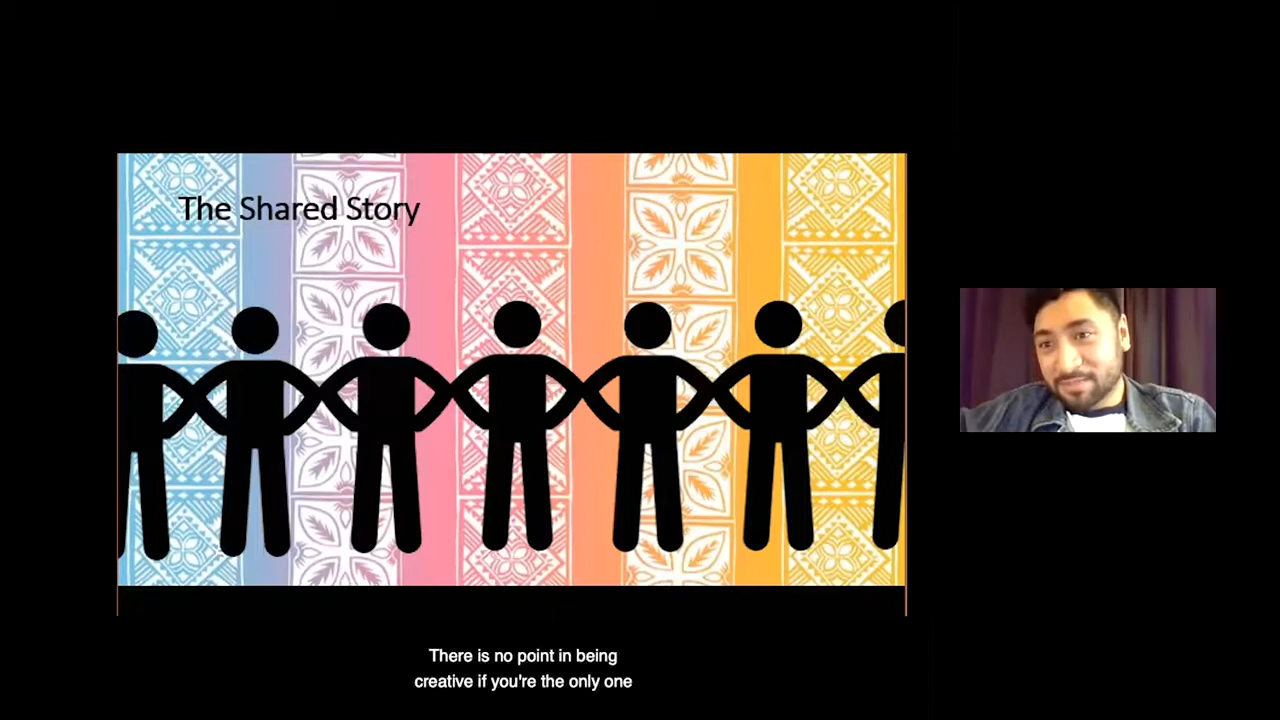 The Shared Story
There is no point in being
creative if you're the only one